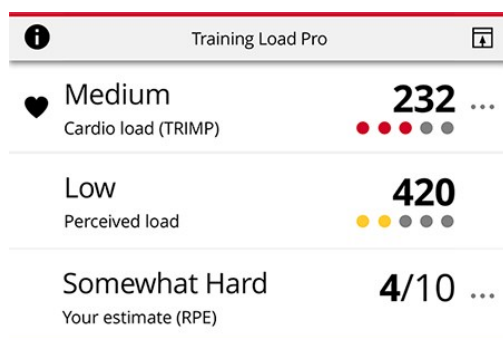 Training Load Pro
Medium 232
Cardio load (TRIMP)
Low 420
Perceived load
Somewhat Hard 4/10
Your estimate (RPE)